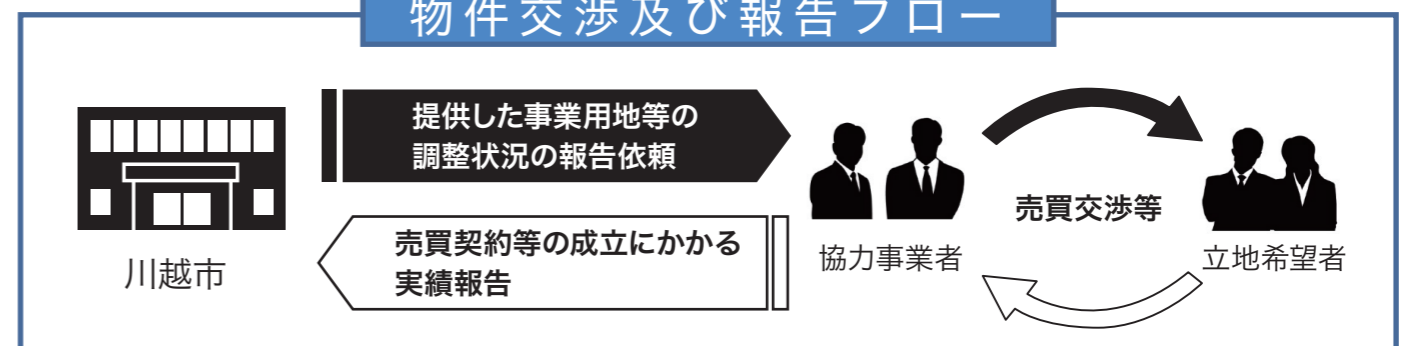 物件交渉及び報告フロー
提供した事業用地等の
調整状況の報告依頼
売買契約等の成立にかかる
実績報告
川越市
協力事業者
売買交渉等
立地希望者